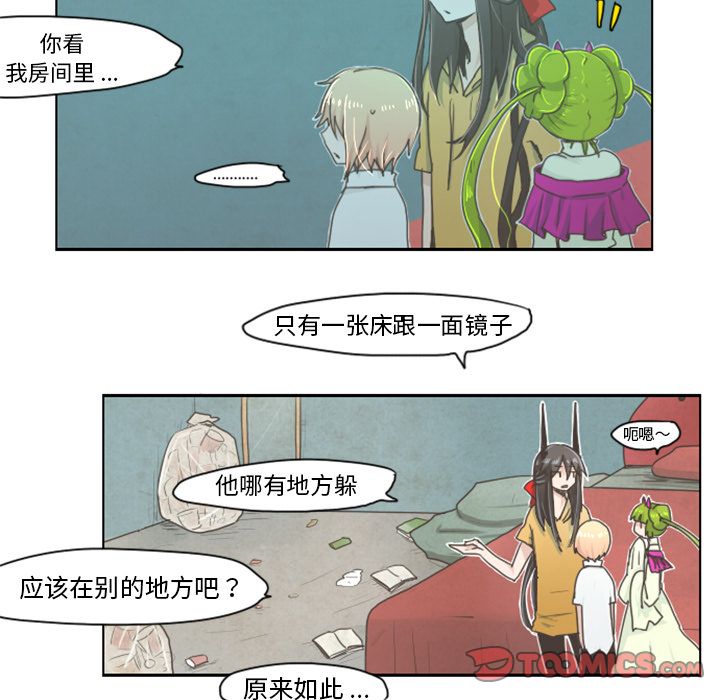 你看
我房间里...
............
只有一张床跟一面镜子
呃嗯～
他哪有地方躲
应该在别的地方吧？
原来如此...
TOOMICS.COM